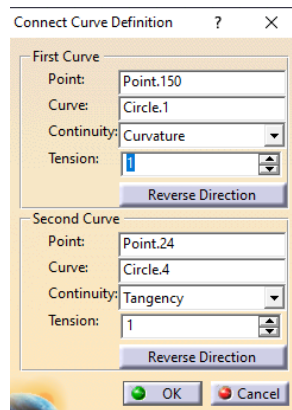 Connect Curve Definition ? ×
First Curve
Point: Point.150
Curve: Circle.1
Continuity: Curvature
Tension: 1
Reverse Direction
Second Curve
Point: Point.24
Curve: Circle.4
Continuity: Tangency
Tension: 1
Reverse Direction
OK Cancel